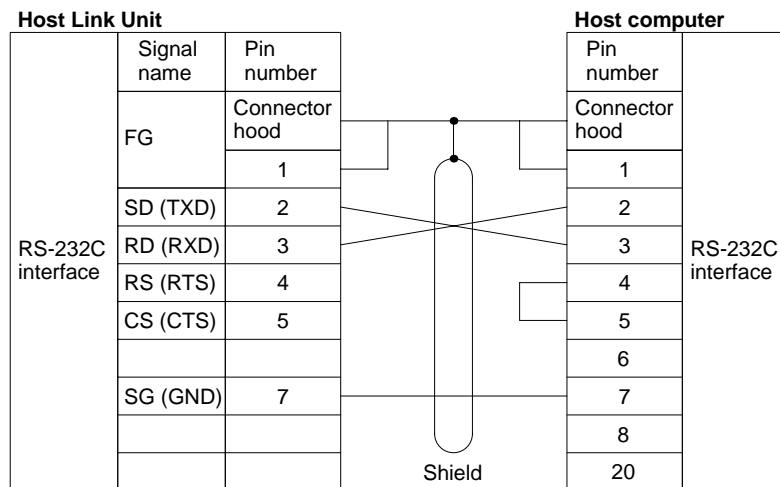 Host Link Unit
Host computer
Signal name
Pin number
Pin number
FG
Connector hood
Connector hood
1
1
SD (TXD)
2
2
RD (RXD)
3
3
RS-232C interface
RS-232C interface
RS (RTS)
4
4
CS (CTS)
5
5
6
SG (GND)
7
7
8
Shield
20